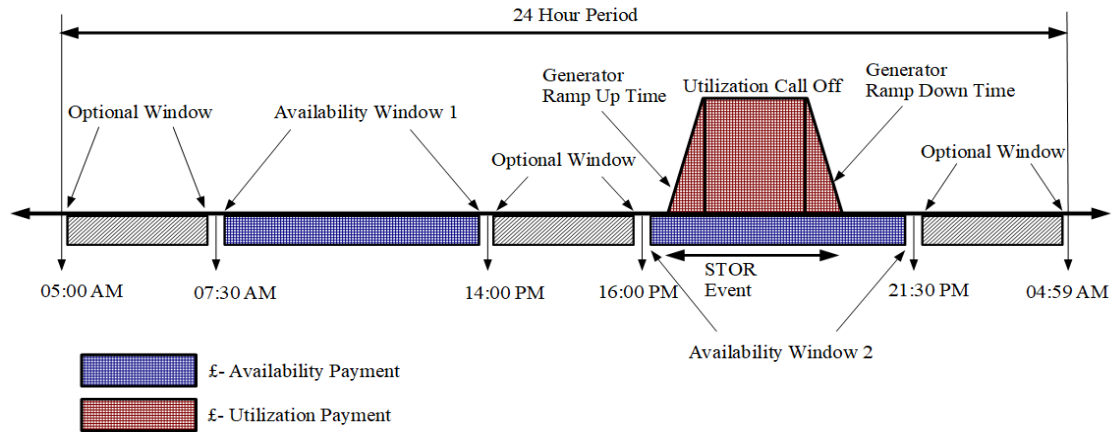 24 Hour Period
Optional Window
Availability Window 1
Generator
Ramp Up Time
Utilization Call Off
Generator
Ramp Down Time
Optional Window
Optional Window
05:00 AM
07:30 AM
14:00 PM
16:00 PM
STOR
Event
21:30 PM
04:59 AM
Availability Window 2
£- Availability Payment
£- Utilization Payment